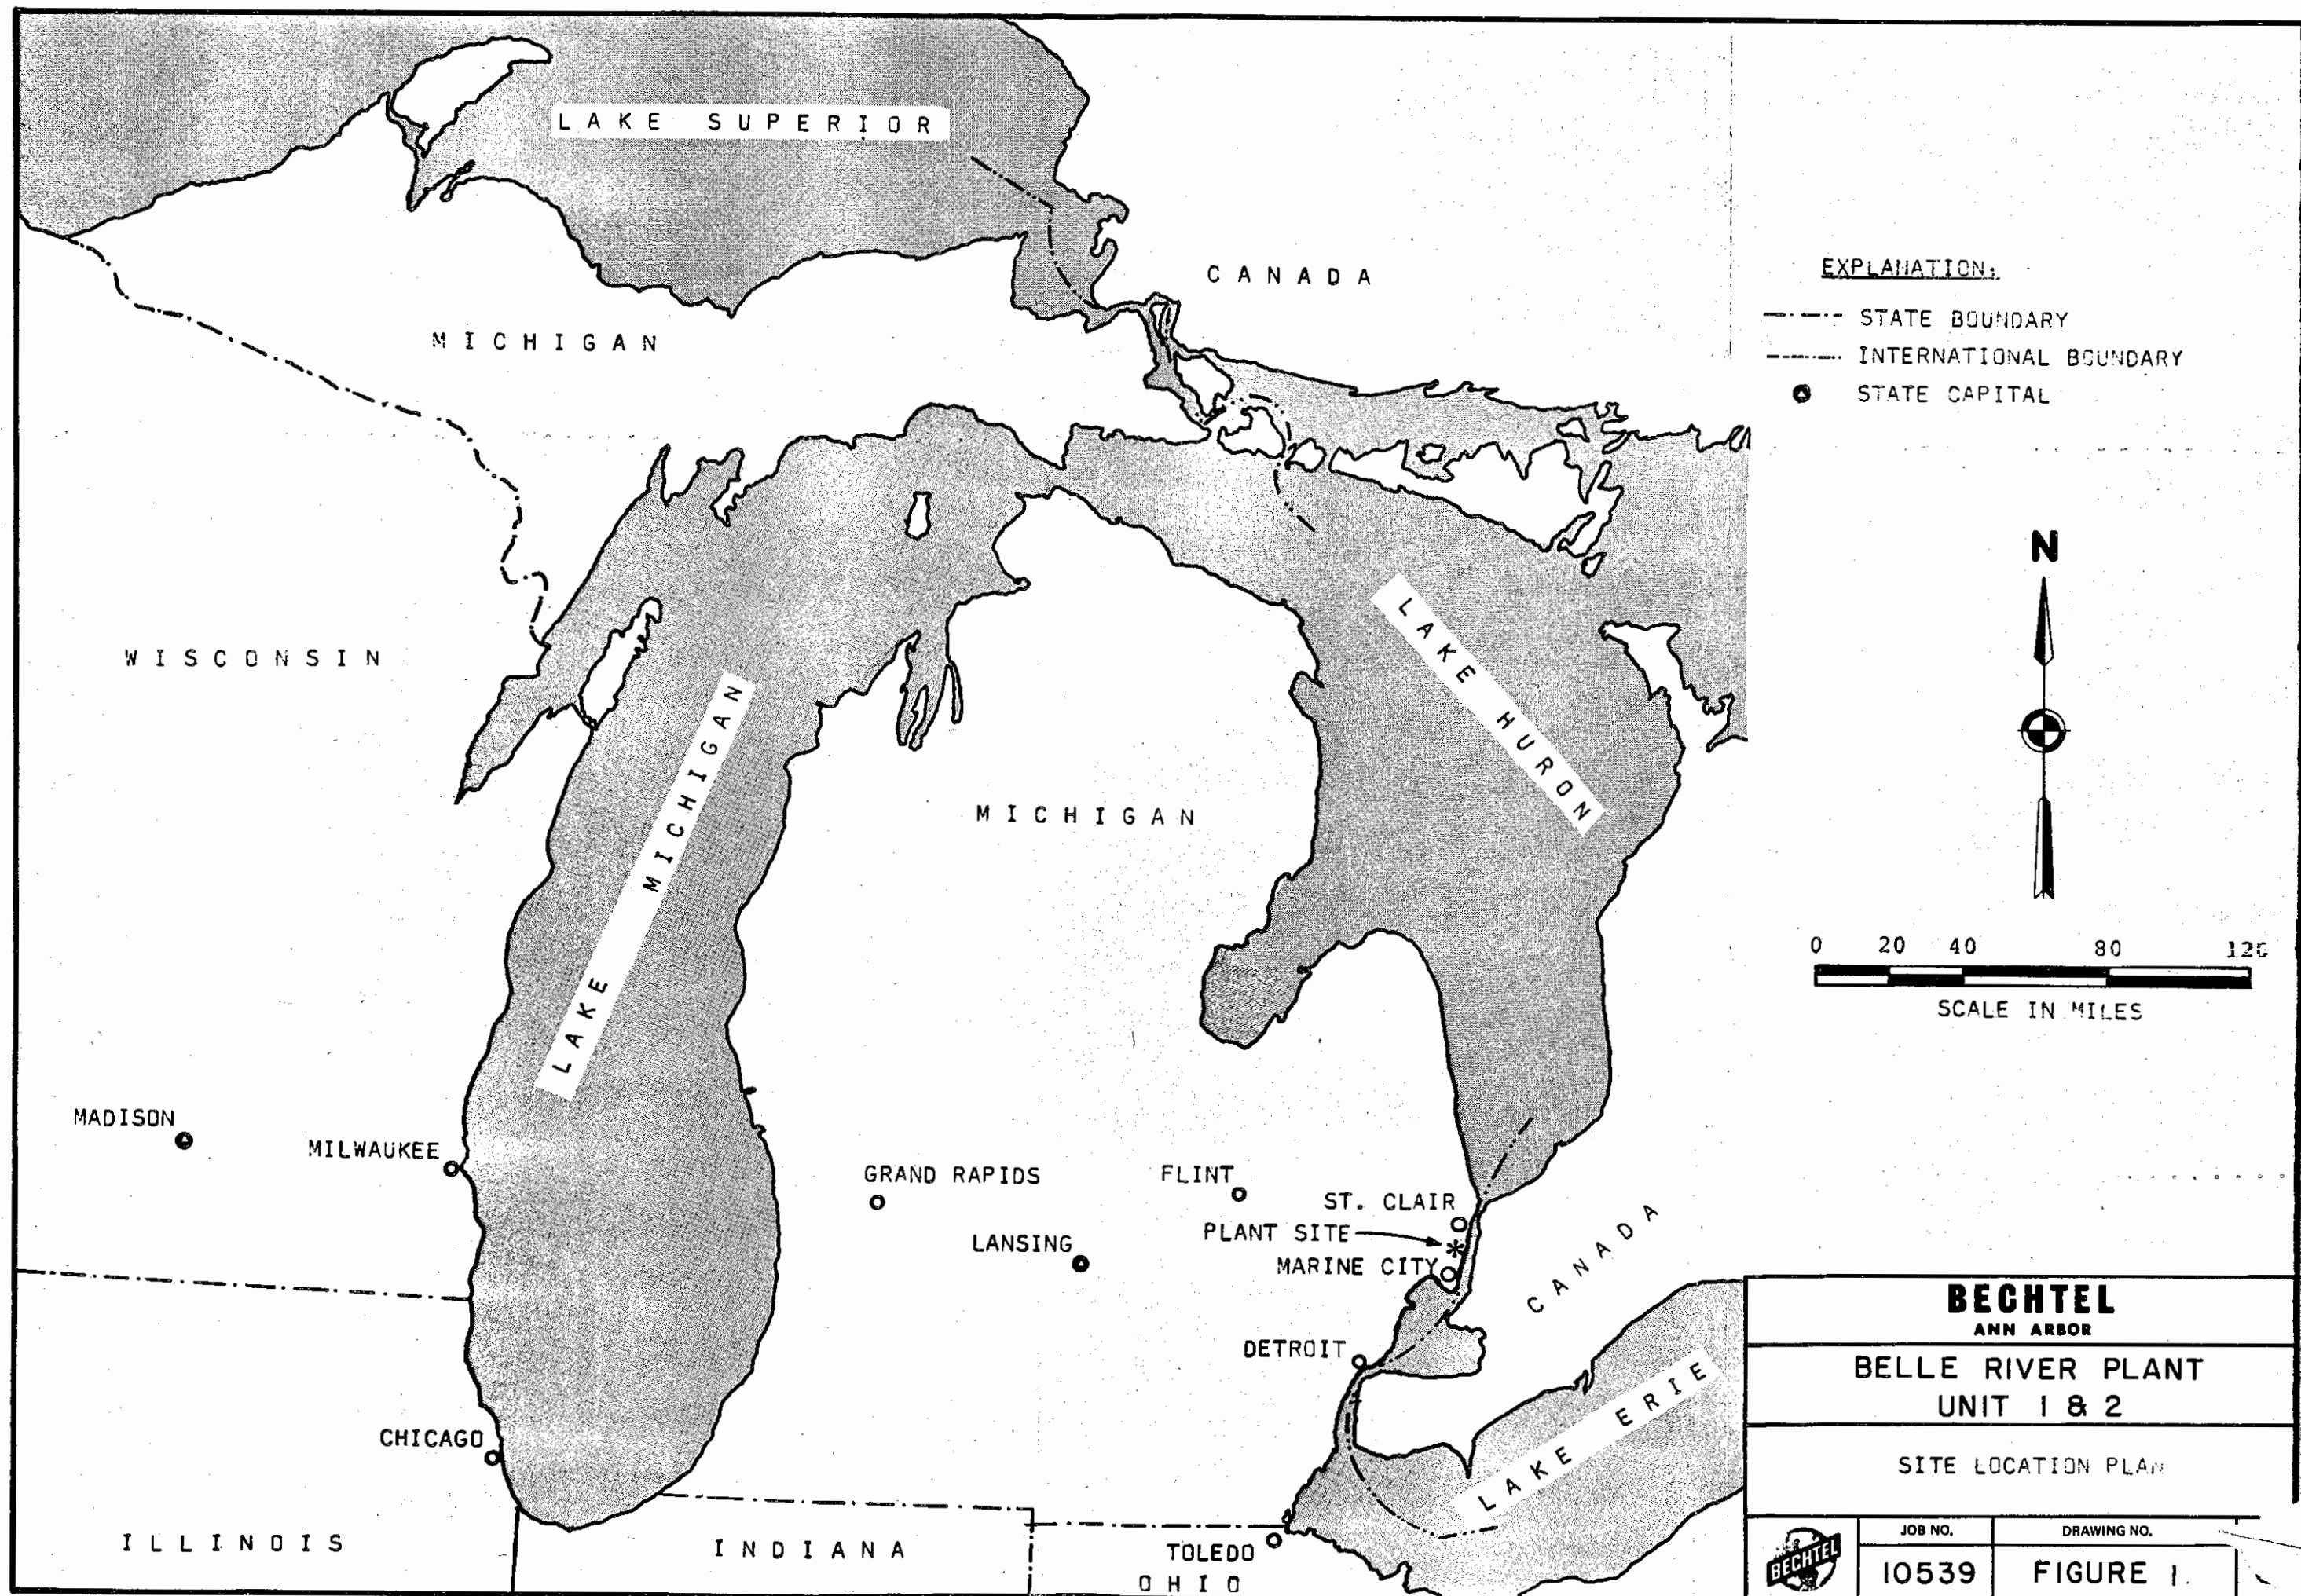 LAKE SUPERIOR
CANADA
MICHIGAN
EXPLANATION:
STATE BOUNDARY
INTERNATIONAL BOUNDARY
STATE CAPITAL
N
LAKE HURON
WISCONSIN
LAKE MICHIGAN
MICHIGAN
0 20 40 80 120
SCALE IN MILES
MADISON
MILWAUKEE
GRAND RAPIDS
FLINT
ST. CLAIR
PLANT SITE
LANSING
MARINE CITY
CANADA
DETROIT
LAKE ERIE
CHICAGO
ILLINOIS
INDIANA
TOLEDO
OHIO
BECHTEL
ANN ARBOR
BELLE RIVER PLANT
UNIT 1 & 2
SITE LOCATION PLAN
BECHTEL
JOB NO.
10539
DRAWING NO.
FIGURE 1.